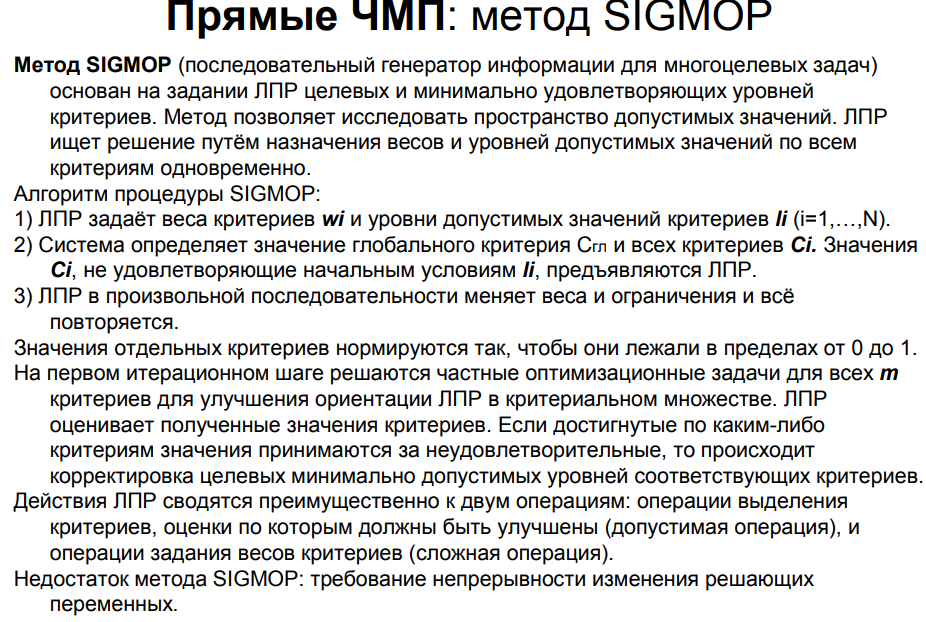 Прямые ЧМП: метод SIGMOP
Метод SIGMOP (последовательный генератор информации для многоцелевых задач)
основан на задании ЛПР целевых и минимально удовлетворяющих уровней
критериев. Метод позволяет исследовать пространство допустимых значений. ЛПР
ищет решение путём назначения весов и уровней допустимых значений по всем
критериям одновременно.
Алгоритм процедуры SIGMOP:
1) ЛПР задаёт веса критериев wi и уровни допустимых значений критериев li (i=1,…,N).
2) Система определяет значение глобального критерия Сгл и всех критериев Ci. Значения
Ci, не удовлетворяющие начальным условиям li, предъявляются ЛПР.
3) ЛПР в произвольной последовательности меняет веса и ограничения и всё
повторяется.
Значения отдельных критериев нормируются так, чтобы они лежали в пределах от 0 до 1.
На первом итерационном шаге решаются частные оптимизационные задачи для всех m
критериев для улучшения ориентации ЛПР в критериальном множестве. ЛПР
оценивает полученные значения критериев. Если достигнутые по каким-либо
критериям значения принимаются за неудовлетворительные, то происходит
корректировка целевых минимально допустимых уровней соответствующих критериев.
Действия ЛПР сводятся преимущественно к двум операциям: операции выделения
критериев, оценки по которым должны быть улучшены (допустимая операция), и
операции задания весов критериев (сложная операция).
Недостаток метода SIGMOP: требование непрерывности изменения решающих
переменных.